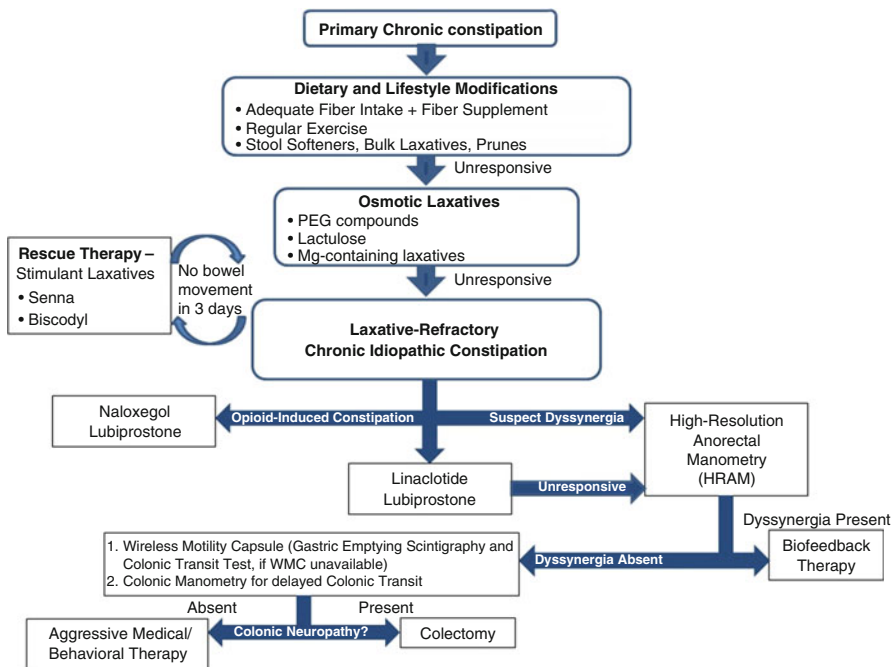 Primary Chronic constipation
Dietary and Lifestyle Modifications
• Adequate Fiber Intake + Fiber Supplement
• Regular Exercise
• Stool Softeners, Bulk Laxatives, Prunes
Unresponsive
Osmotic Laxatives
• PEG compounds
• Lactulose
• Mg-containing laxatives
Unresponsive
Rescue Therapy –
Stimulant Laxatives
• Senna
• Biscodyl
No bowel
movement
in 3 days
Laxative-Refractory
Chronic Idiopathic Constipation
Opioid-Induced Constipation
Suspect Dyssynergia
Naloxegol
Lubiprostone
High-Resolution
Anorectal
Manometry
(HRAM)
Linaclotide
Lubiprostone
Unresponsive
Dyssynergia Present
Dyssynergia Absent
Biofeedback
Therapy
1. Wireless Motility Capsule (Gastric Emptying Scintigraphy and
Colonic Transit Test, if WMC unavailable)
2. Colonic Manometry for delayed Colonic Transit
Absent
Present
Colonic Neuropathy?
Aggressive Medical/
Behavioral Therapy
Colectomy